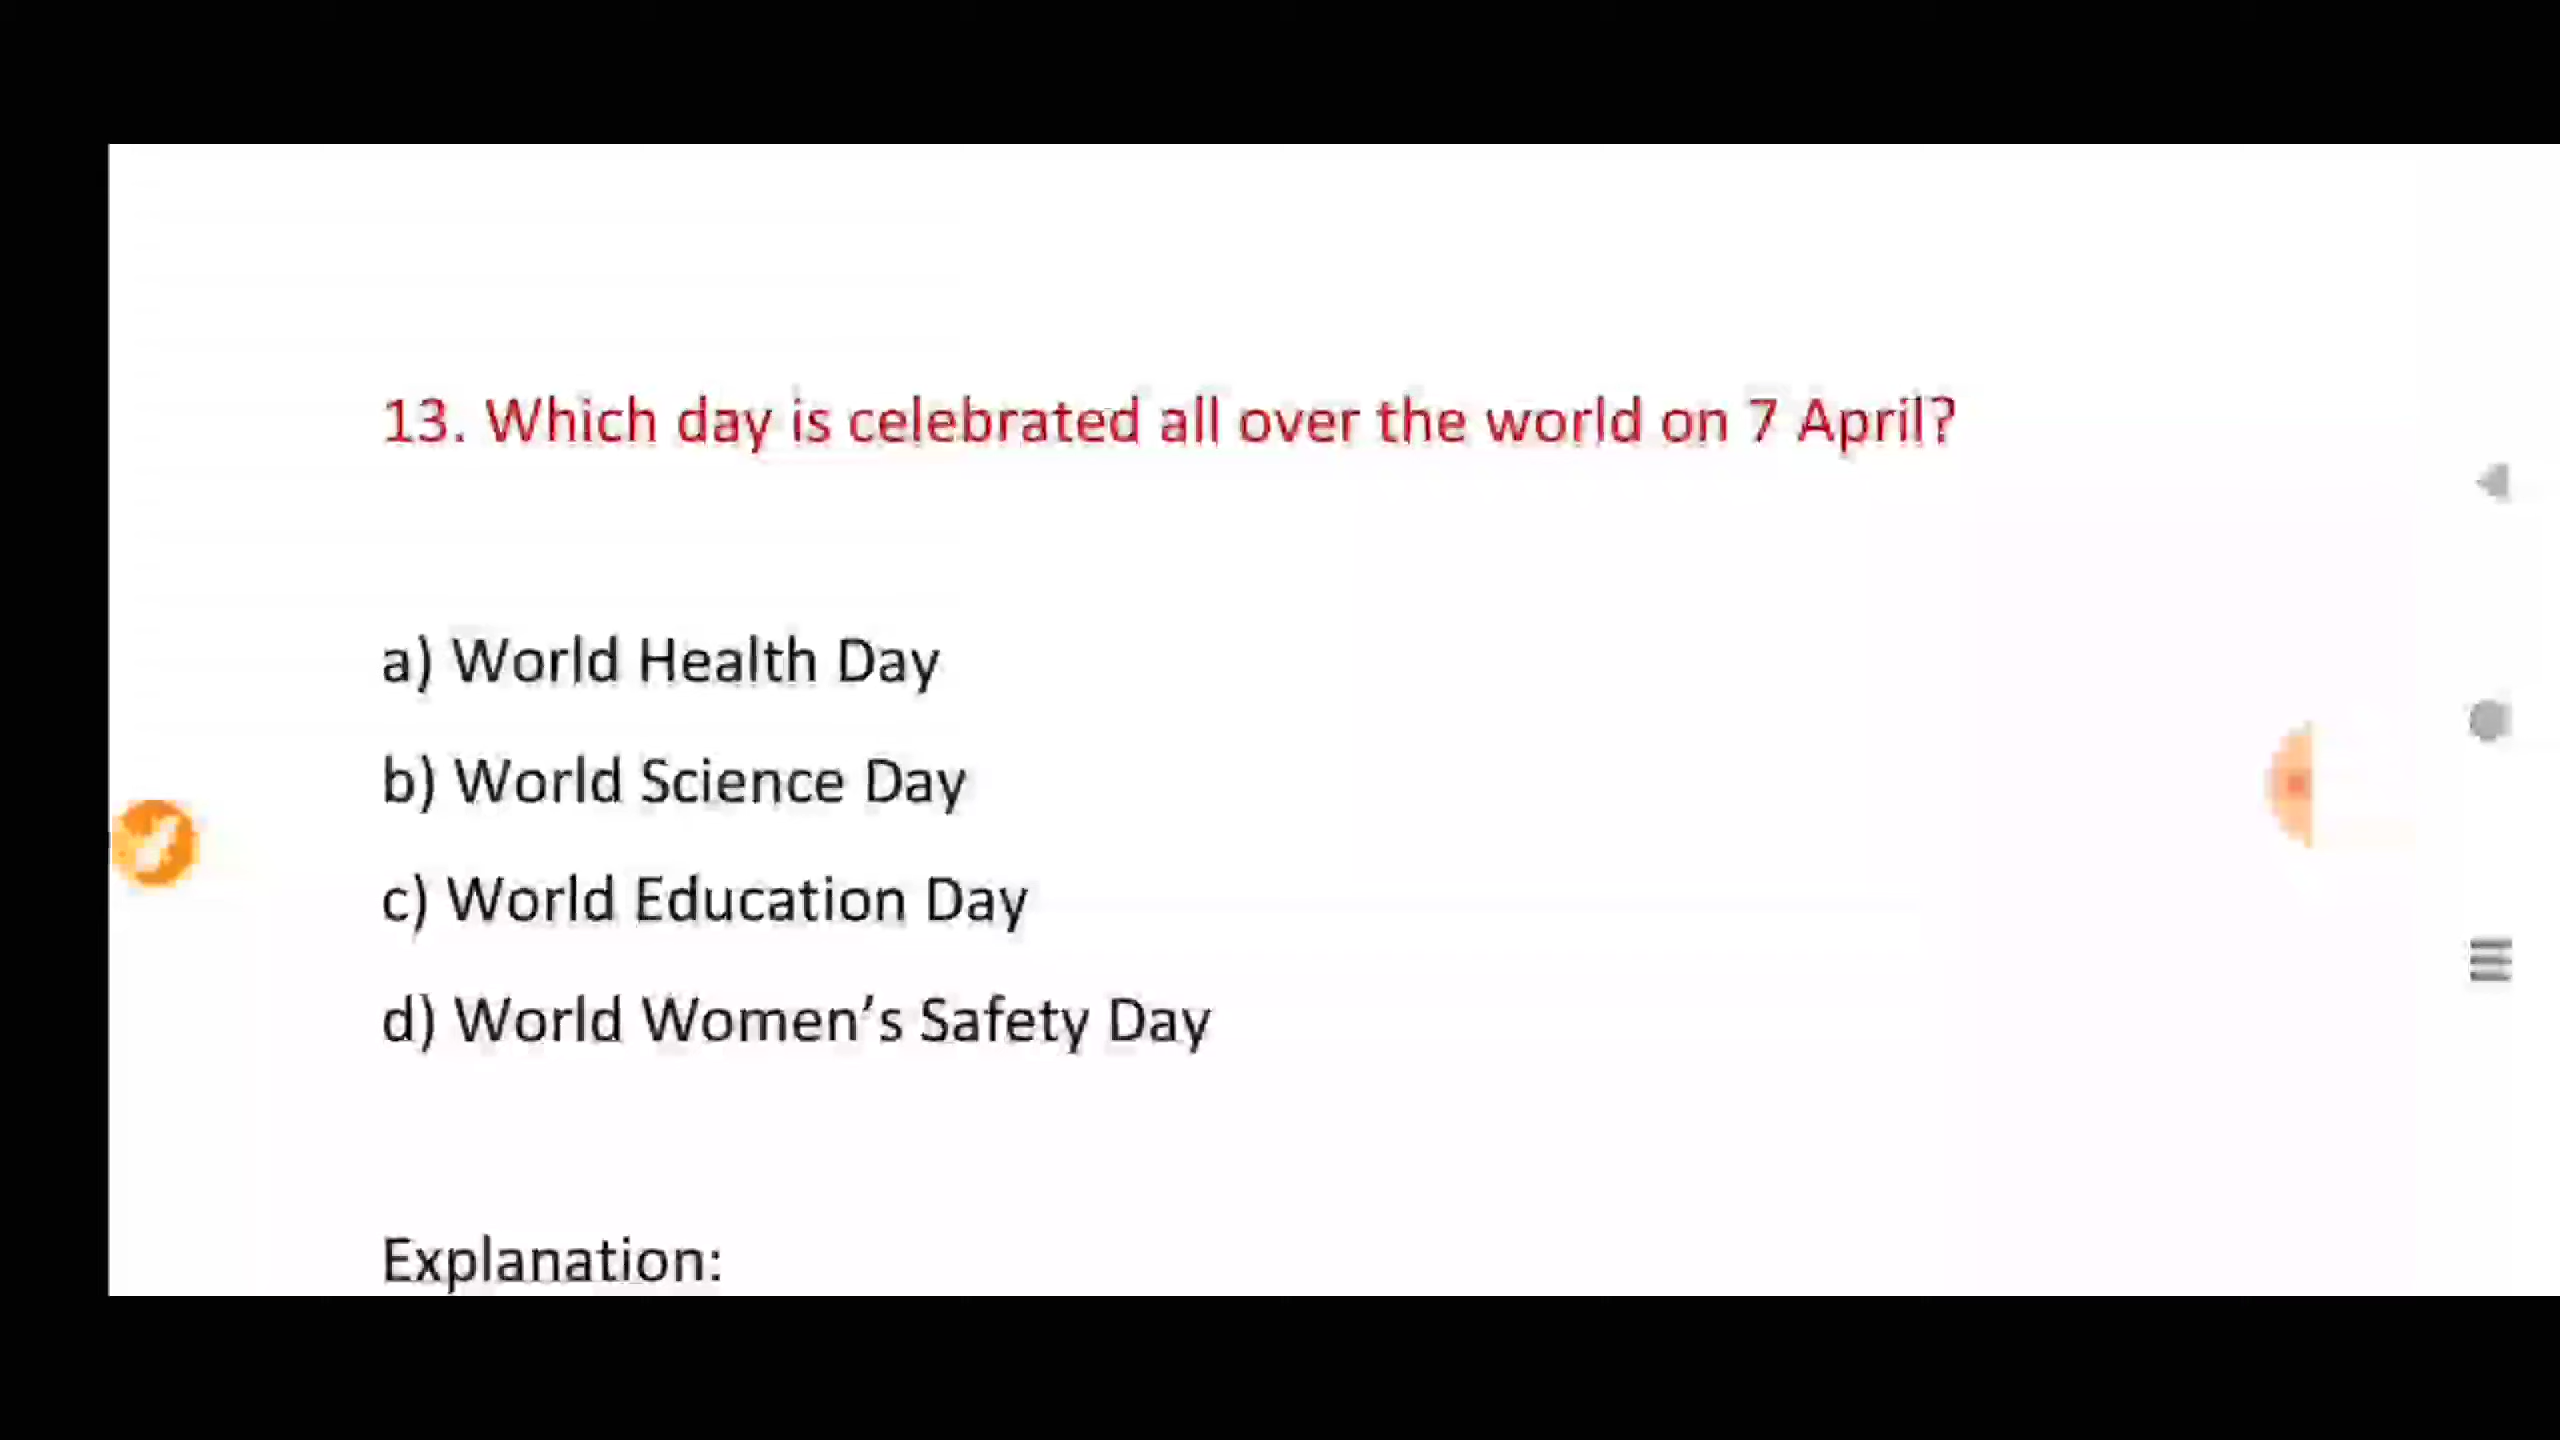 13. Which day is celebrated all over the world on 7 April?
a) World Health Day
b) World Science Day
c) World Education Day
d) World Women’s Safety Day
Explanation: